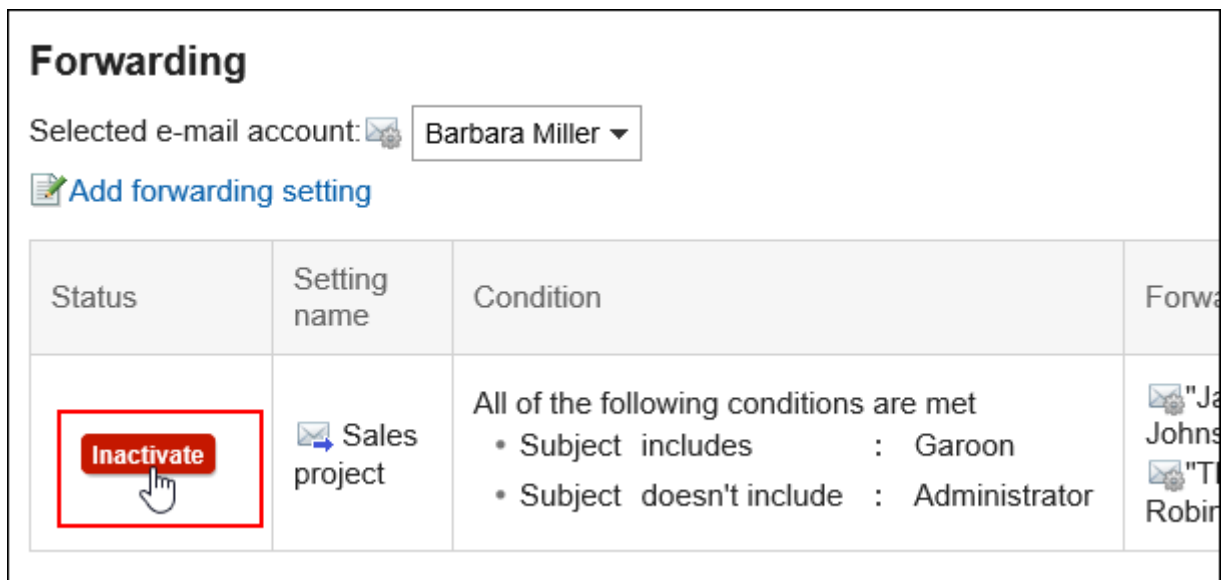 Forwarding
Selected e-mail account: Barbara Miller
Add forwarding setting
Status
Setting
name
Condition
Inactivate
Sales
project
All of the following conditions are met
• Subject includes : Garoon
• Subject doesn't include : Administrator